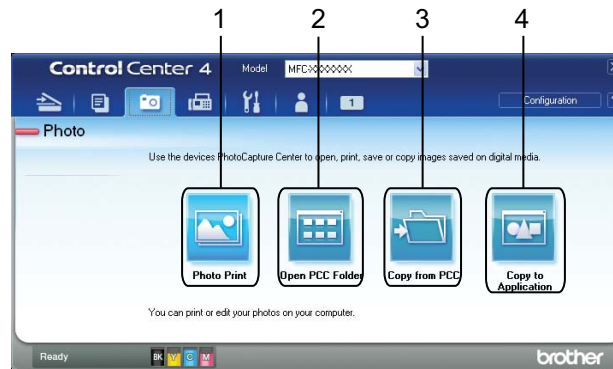 1 2 3 4
Control Center 4 Model MFC-XXXXXX
1 Configuration
Photo
Use the devices PhotoCapture Center to open, print, save or copy images saved on digital media.
Photo Print Open PCC Folder Copy from PCC Copy to
Application
You can print or edit your photos on your computer.
Ready BK Y C M brother